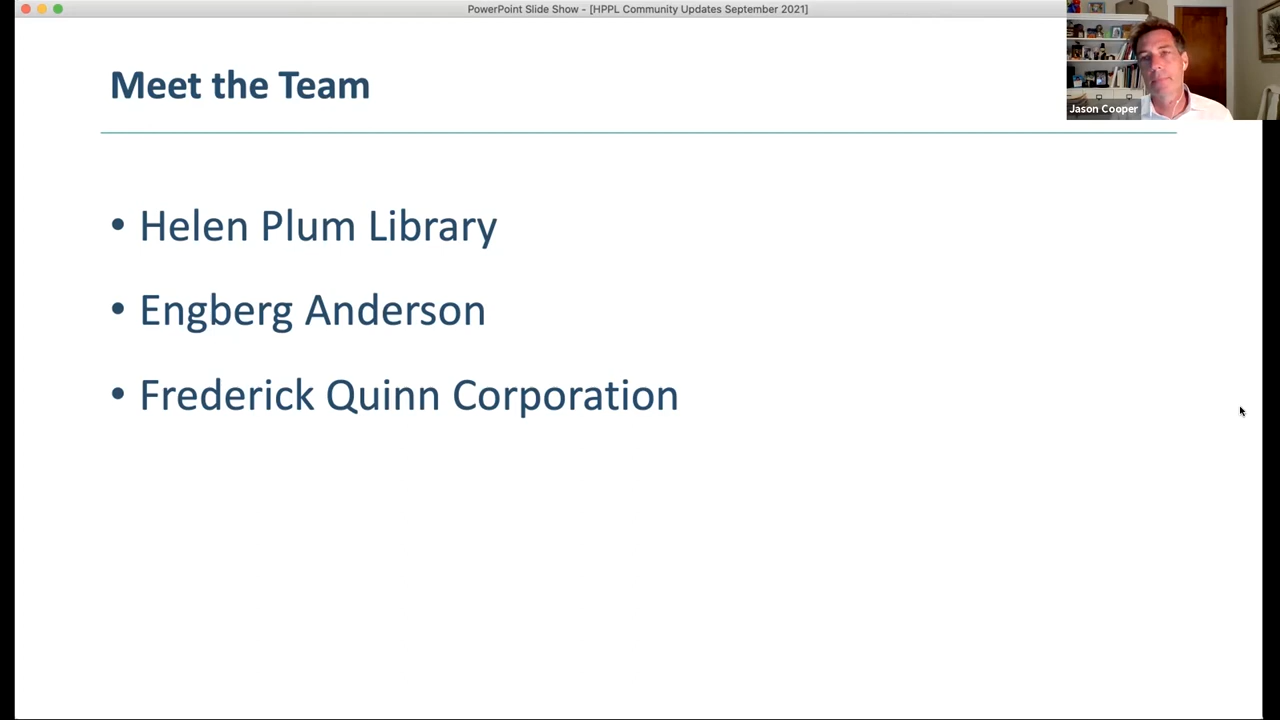 PowerPoint Slide Show - [HPPL Community Updates September 2021]
Meet the Team
Jason Cooper
• Helen Plum Library
• Engberg Anderson
• Frederick Quinn Corporation